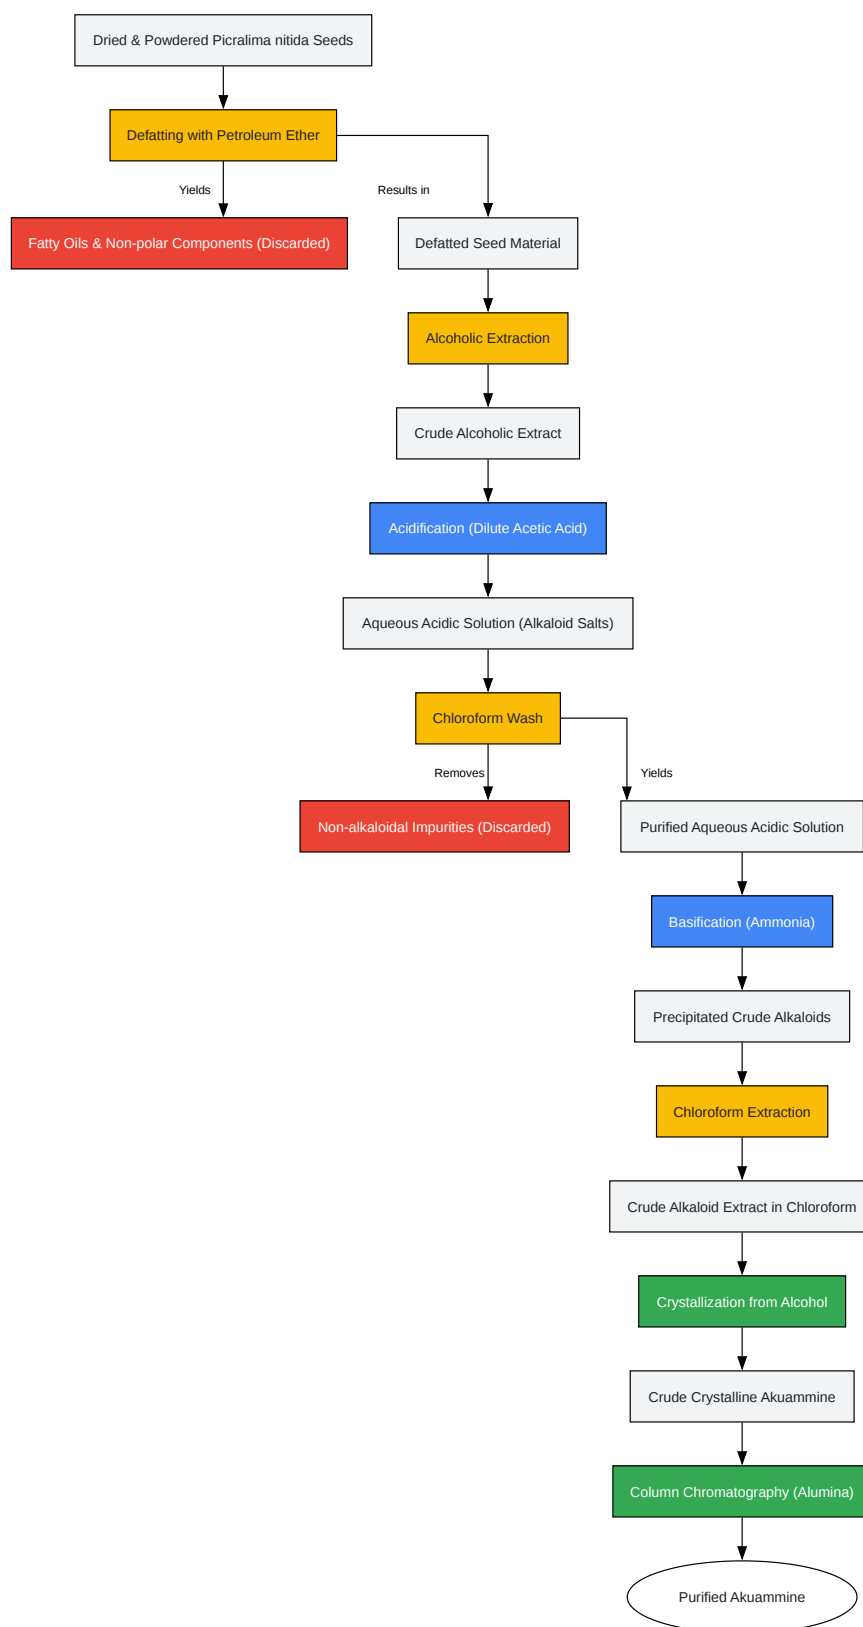 Dried & Powdered Picralima nitida Seeds
Defatting with Petroleum Ether
Yields
Results in
Fatty Oils & Non-polar Components (Discarded)
Defatted Seed Material
Alcoholic Extraction
Crude Alcoholic Extract
Acidification (Dilute Acetic Acid)
Aqueous Acidic Solution (Alkaloid Salts)
Chloroform Wash
Removes
Yields
Non-alkaloidal Impurities (Discarded)
Purified Aqueous Acidic Solution
Basification (Ammonia)
Precipitated Crude Alkaloids
Chloroform Extraction
Crude Alkaloid Extract in Chloroform
Crystallization from Alcohol
Crude Crystalline Akuammine
Column Chromatography (Alumina)
Purified Akuammine